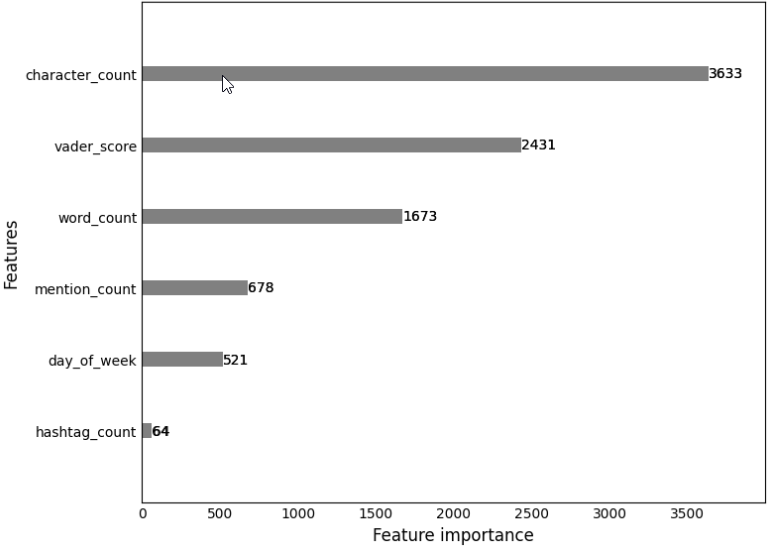 character_count 3633
vader_score 2431
word_count 1673
mention_count 678
day_of_week 521
hashtag_count 64
Features
0 500 1000 1500 2000 2500 3000 3500
Feature importance